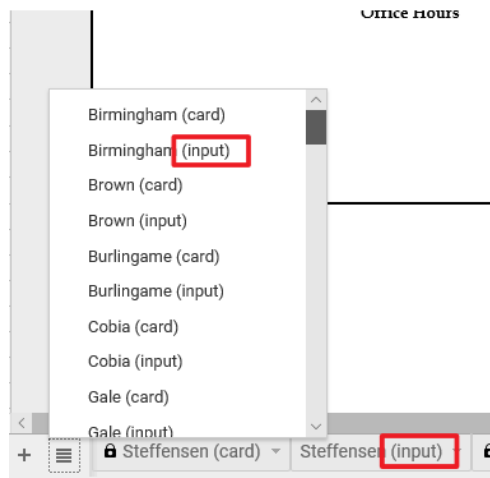 Office Hours
Birmingham (card)
Birmingham (input)
Brown (card)
Brown (input)
Burlingame (card)
Burlingame (input)
Cobia (card)
Cobia (input)
Gale (card)
Gale (input)
Steffensen (card) Steffensen (input)